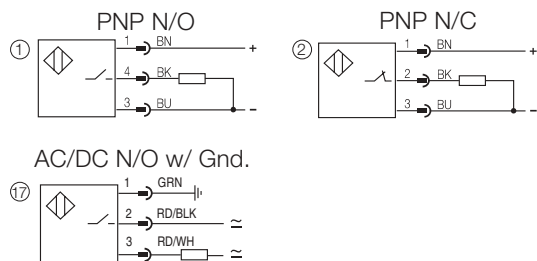 PNP N/O
① 1 BN +
4 BK
3 BU -
PNP N/C
② 1 BN +
2 BK
3 BU -
AC/DC N/O w/ Gnd.
⑰ 1 GRN
2 RD/BLK ≃
3 RD/WH ≃